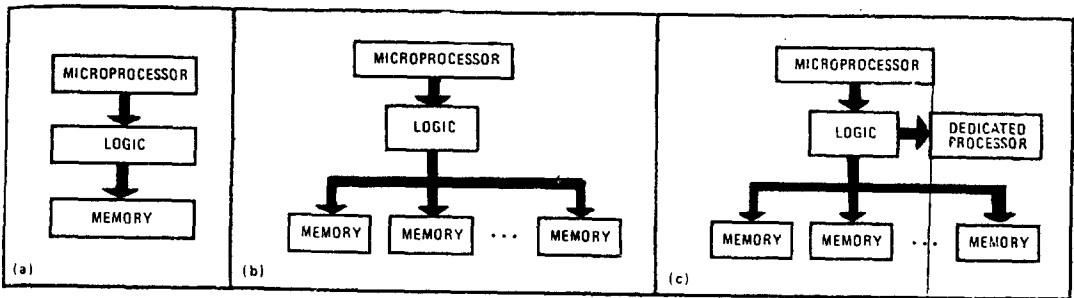 MICROPROCESSOR
LOGIC
MEMORY
(a)
MICROPROCESSOR
LOGIC
MEMORY MEMORY ... MEMORY
(b)
MICROPROCESSOR
LOGIC
DEDICATED
PROCESSOR
MEMORY MEMORY ... MEMORY
(c)